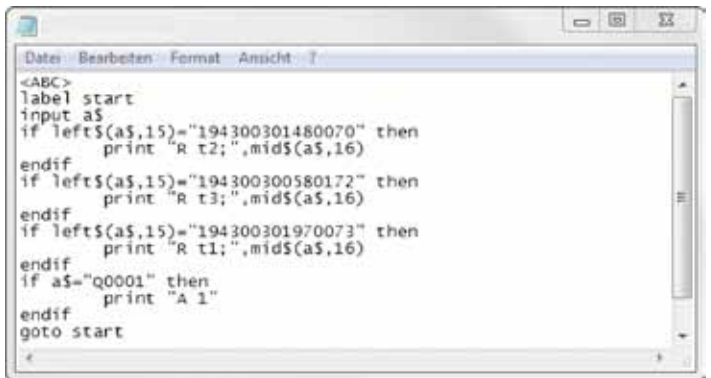 Datei Bearbeiten Format Ansicht ?
<ABC>
label start
input a$
if left$(a$,15)="194300301480070" then
print "R t2;",mid$(a$,16)
endif
if left$(a$,15)="194300300580172" then
print "R t3;",mid$(a$,16)
endif
if left$(a$,15)="194300301970073" then
print "R t1;",mid$(a$,16)
endif
if a$="Q0001" then
print "A 1"
endif
goto start